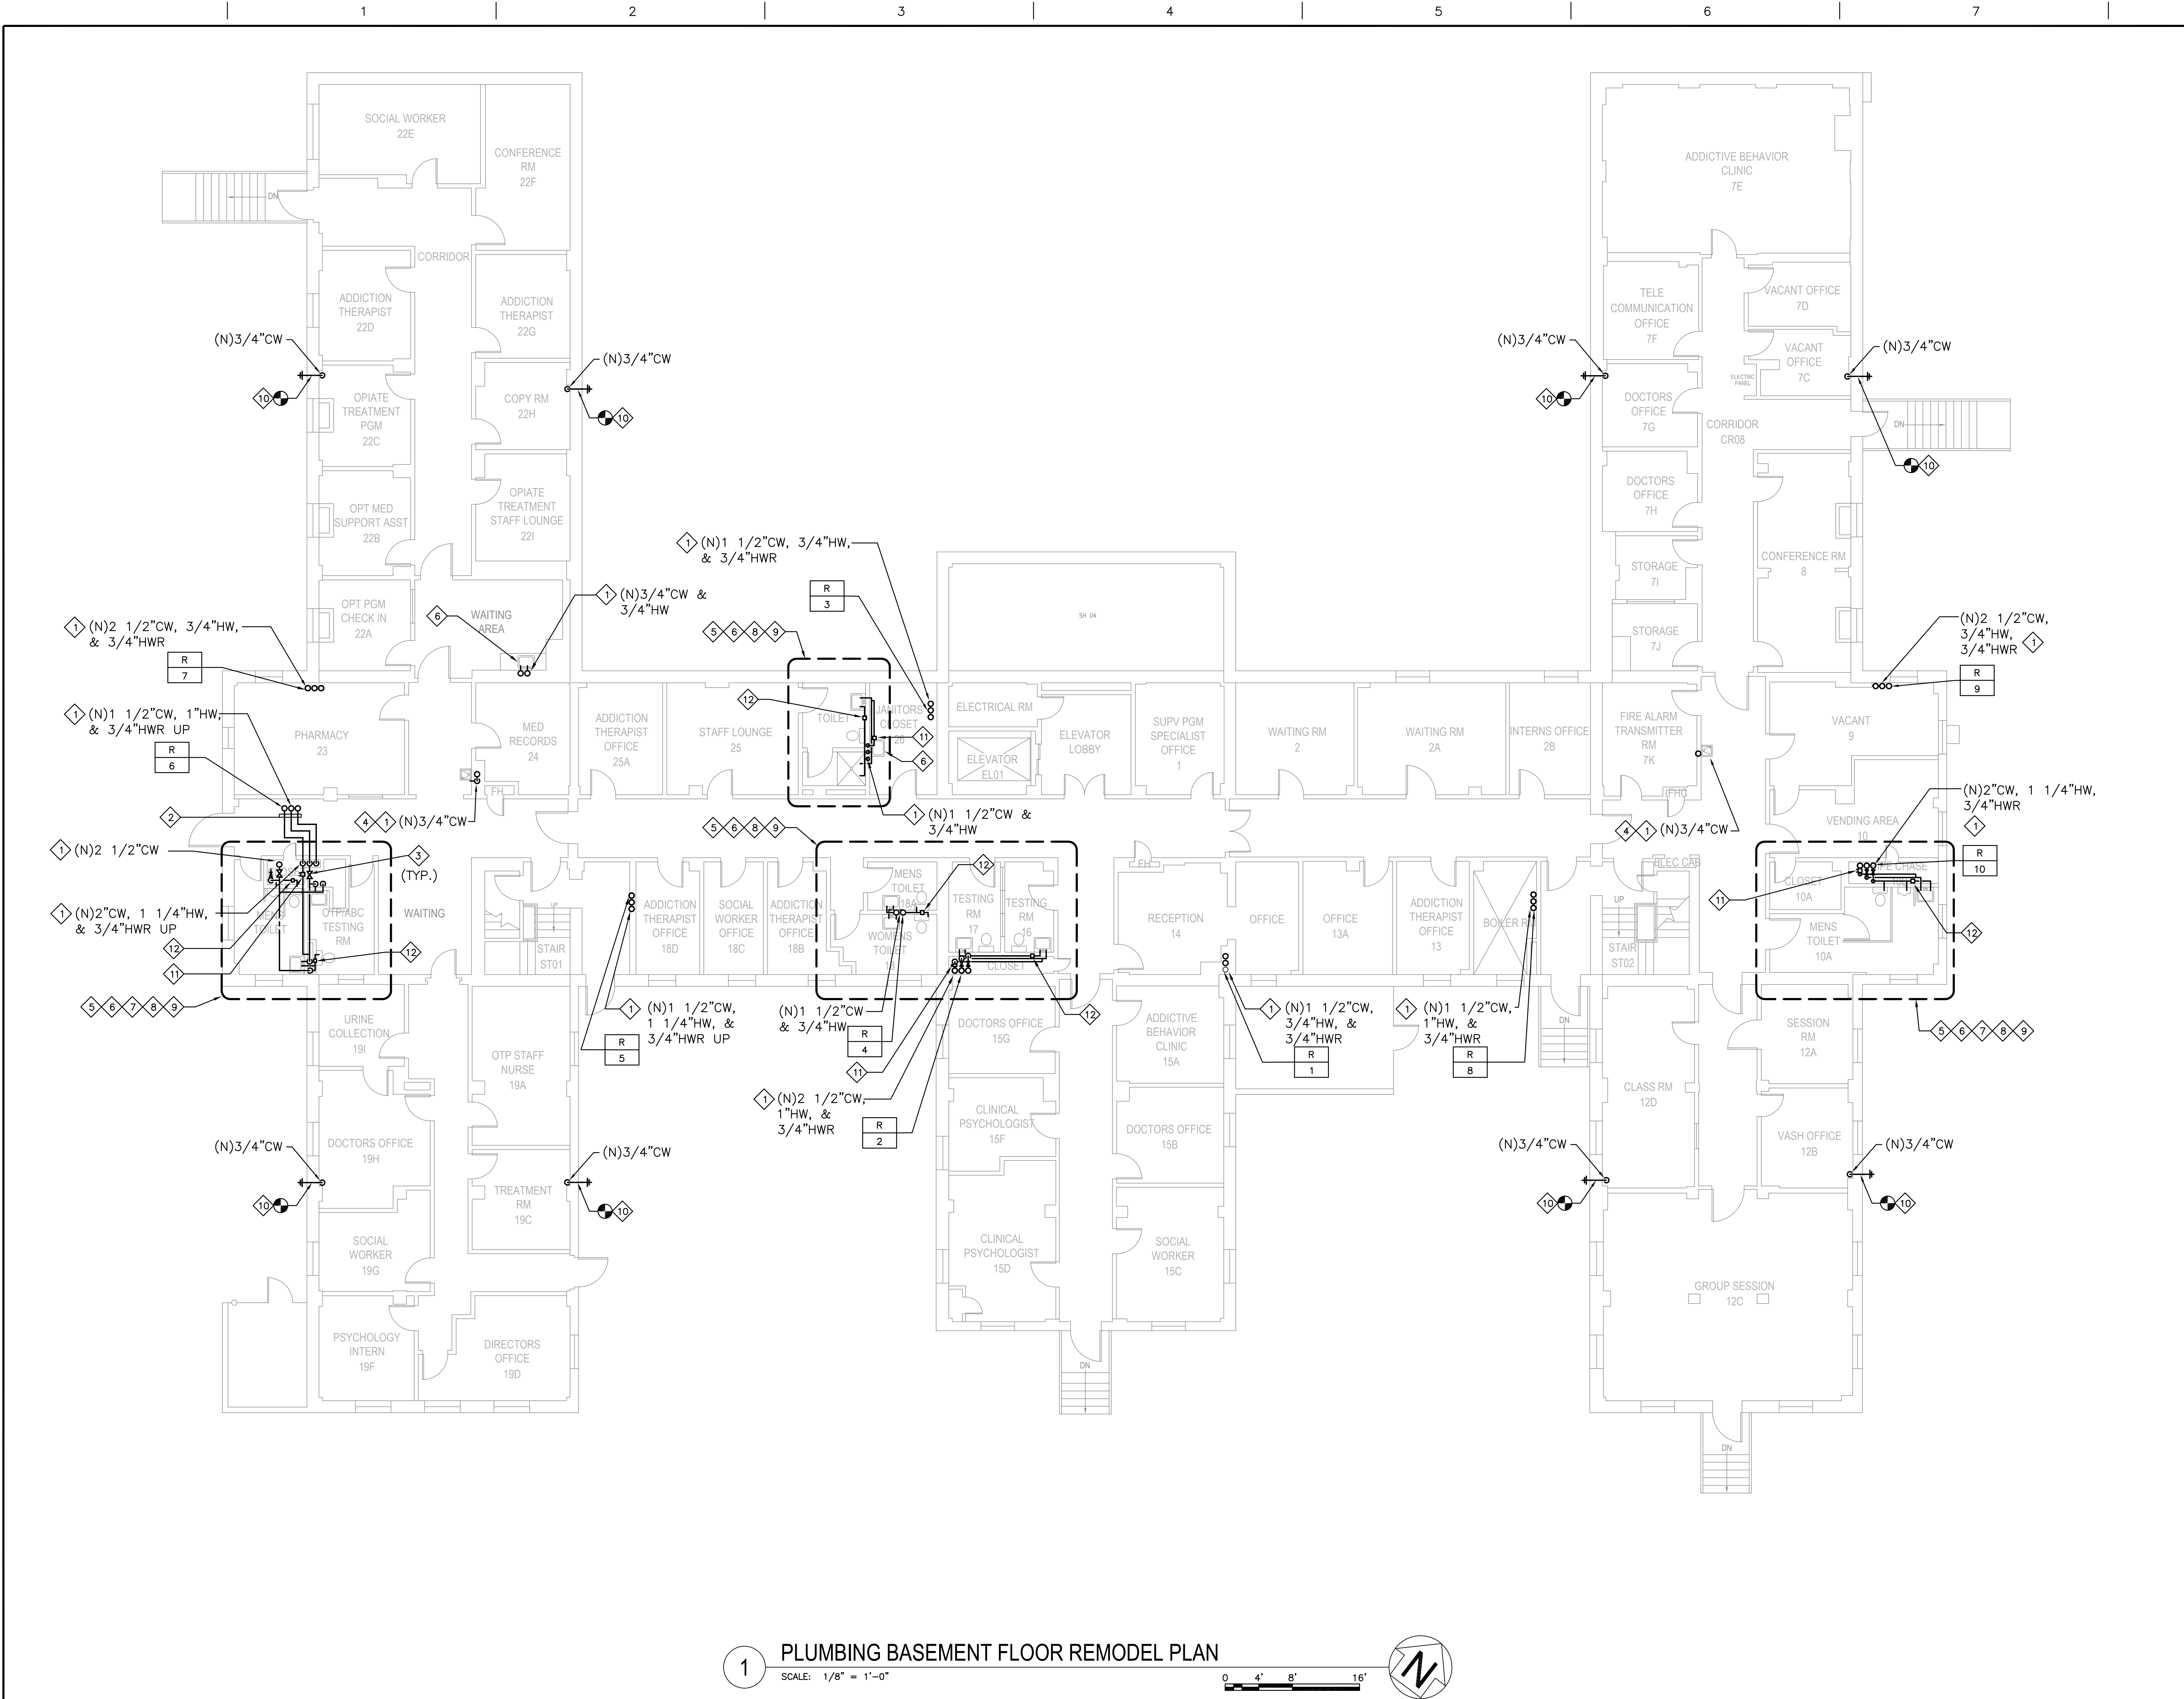 1
2
3
4
5
6
7
SOCIAL WORKER
22E
CONFERENCE
RM
22F
DN
CORRIDOR
ADDICTION
THERAPIST
22D
ADDICTION
THERAPIST
22G
(N)3/4"CW
10
OPIATE
TREATMENT
PGM
22C
(N)3/4"CW
10
COPY RM
22H
OPT MED
SUPPORT ASST
22B
OPIATE
TREATMENT
STAFF LOUNGE
22I
OPT PGM
CHECK IN
22A
WAITING
AREA
6
1
(N)3/4"CW &
3/4"HW
1
(N)2 1/2"CW, 3/4"HW,
& 3/4"HWR
R
7
1
(N)1 1/2"CW, 1"HW,
& 3/4"HWR UP
R
6
2
PHARMACY
23
MED
RECORDS
24
FH
4
1
(N)3/4"CW
ADDICTION
THERAPIST
OFFICE
25A
STAFF LOUNGE
25
1
(N)1 1/2"CW, 3/4"HW,
& 3/4"HWR
R
3
5
6
8
9
12
TOILET
JANITORS
CLOSET
26
11
6
1
(N)1 1/2"CW &
3/4"HW
SH 04
ELECTRICAL RM
ELEVATOR
EL01
ELEVATOR
LOBBY
SUPV PGM
SPECIALIST
OFFICE
1
WAITING RM
2
WAITING RM
2A
INTERNS OFFICE
2B
FIRE ALARM
TRANSMITTER
RM
7K
FHC
4
1
(N)3/4"CW
ADDICTIVE BEHAVIOR
CLINIC
7E
TELE
COMMUNICATION
OFFICE
7F
VACANT OFFICE
7D
VACANT
OFFICE
7C
ELECTRIC
PANEL
(N)3/4"CW
10
(N)3/4"CW
10
DOCTORS
OFFICE
7G
CORRIDOR
CR08
DN
DOCTORS
OFFICE
7H
STORAGE
7I
STORAGE
7J
CONFERENCE RM
8
(N)2 1/2"CW,
3/4"HW,
3/4"HWR
1
R
9
VACANT
9
VENDING AREA
10
(N)2"CW, 1 1/4"HW,
3/4"HWR
1
R
10
CLOSET
10A
11
MENS
TOILET
10A
12
5
6
7
8
9
1
(N)2 1/2"CW
3
(TYP.)
1
(N)2"CW, 1 1/4"HW,
& 3/4"HWR UP
12
11
MENS
TOILET
OTP/ABC
TESTING
RM
12
5
6
7
8
9
WAITING
UP
STAIR
ST01
ADDICTION
THERAPIST
OFFICE
18D
SOCIAL
WORKER
OFFICE
18C
ADDICTION
THERAPIST
OFFICE
18B
5
6
8
9
MENS
TOILET
18A
WOMENS
TOILET
18
12
TESTING
RM
17
TESTING
RM
16
CLOSET
12
FH
RECEPTION
14
OFFICE
OFFICE
13A
ADDICTION
THERAPIST
OFFICE
13
BOILER RM
ELEC CAB
UP
STAIR
ST02
1
(N)1 1/2"CW,
1 1/4"HW, &
3/4"HWR UP
R
5
(N)1 1/2"CW
& 3/4"HW
R
4
11
1
(N)2 1/2"CW,
1"HW, &
3/4"HWR
R
2
1
(N)1 1/2"CW,
3/4"HW, &
3/4"HWR
R
1
1
(N)1 1/2"CW,
1"HW, &
3/4"HWR
R
8
DN
URINE
COLLECTION
19I
OTP STAFF
NURSE
19A
DOCTORS OFFICE
19H
(N)3/4"CW
10
(N)3/4"CW
10
TREATMENT
RM
19C
SOCIAL
WORKER
19G
PSYCHOLOGY
INTERN
19F
DIRECTORS
OFFICE
19D
DOCTORS OFFICE
15G
ADDICTIVE
BEHAVIOR
CLINIC
15A
CLINICAL
PSYCHOLOGIST
15F
DOCTORS OFFICE
15B
CLINICAL
PSYCHOLOGIST
15D
SOCIAL
WORKER
15C
DN
CLASS RM
12D
SESSION
RM
12A
VASH OFFICE
12B
(N)3/4"CW
10
(N)3/4"CW
10
GROUP SESSION
12C
DN
1
PLUMBING BASEMENT FLOOR REMODEL PLAN
SCALE: 1/8" = 1'-0"
0 4' 8' 16'
N